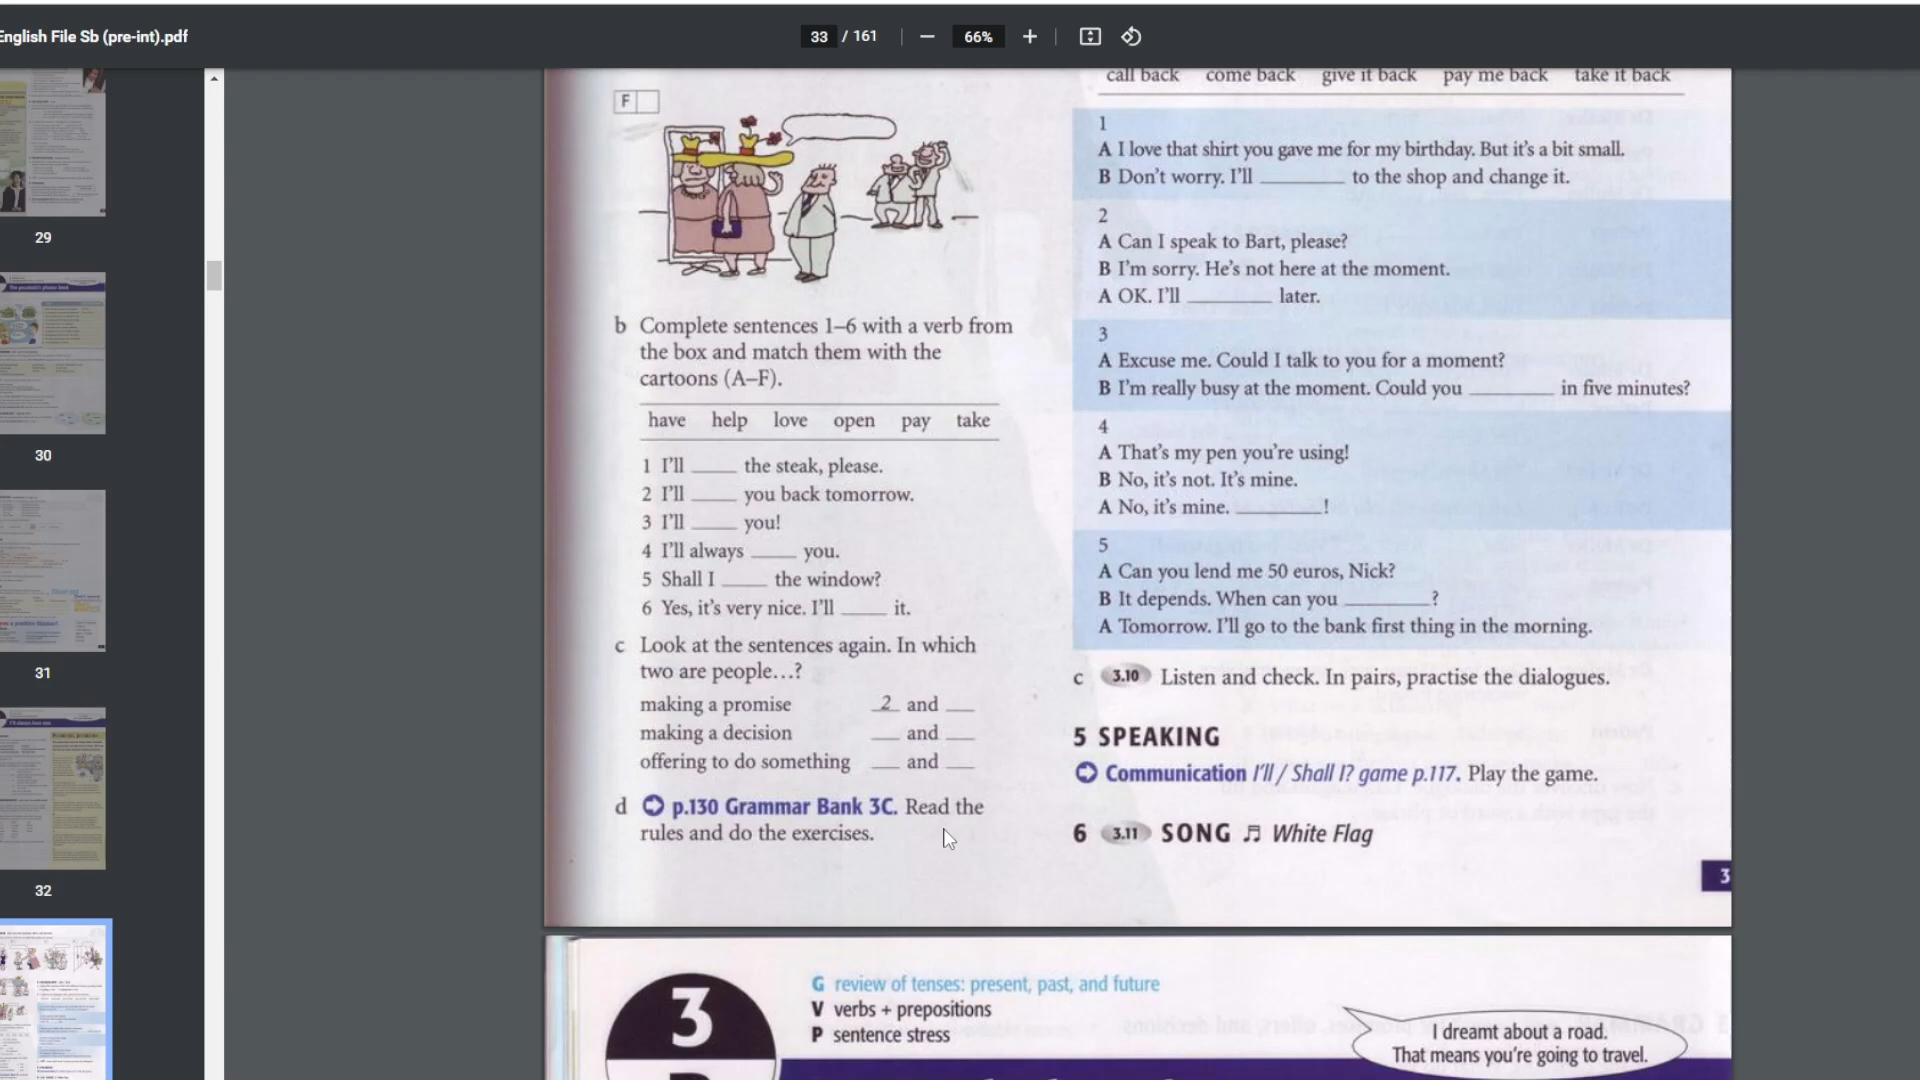 English File Sb (pre-int).pdf
33 / 161
66%
29
30
31
32
F
b Complete sentences 1–6 with a verb from
the box and match them with the
cartoons (A–F).
have help love open pay take
1 I'll ____ the steak, please.
2 I'll ____ you back tomorrow.
3 I'll ____ you!
4 I'll always ____ you.
5 Shall I ____ the window?
6 Yes, it's very nice. I'll ____ it.
c Look at the sentences again. In which
two are people…?
making a promise 2 and ___
making a decision ___ and ___
offering to do something ___ and ___
d p.130 Grammar Bank 3C. Read the
rules and do the exercises.
call back come back give it back pay me back take it back
1
A I love that shirt you gave me for my birthday. But it's a bit small.
B Don't worry. I'll ________ to the shop and change it.
2
A Can I speak to Bart, please?
B I'm sorry. He's not here at the moment.
A OK. I'll ________ later.
3
A Excuse me. Could I talk to you for a moment?
B I'm really busy at the moment. Could you ________ in five minutes?
4
A That's my pen you're using!
B No, it's not. It's mine.
A No, it's mine. ________!
5
A Can you lend me 50 euros, Nick?
B It depends. When can you ________?
A Tomorrow. I'll go to the bank first thing in the morning.
c 3.10 Listen and check. In pairs, practise the dialogues.
5 SPEAKING
Communication I'll / Shall I? game p.117. Play the game.
6 3.11 SONG ♬ White Flag
3
3
G review of tenses: present, past, and future
V verbs + prepositions
P sentence stress
I dreamt about a road.
That means you're going to travel.